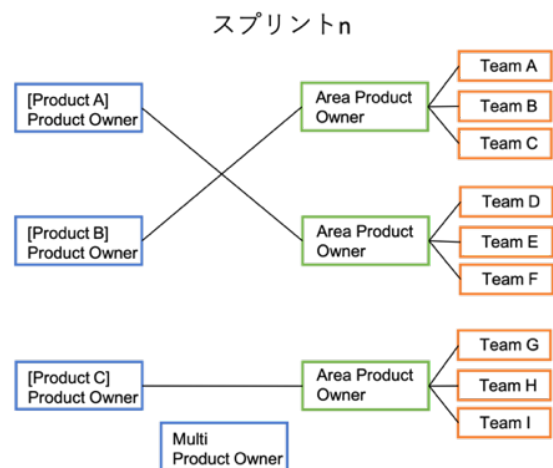 スプリントn
[Product A]
Product Owner
Area Product
Owner
Team A
Team B
Team C
[Product B]
Product Owner
Area Product
Owner
Team D
Team E
Team F
[Product C]
Product Owner
Area Product
Owner
Team G
Team H
Team I
Multi
Product Owner